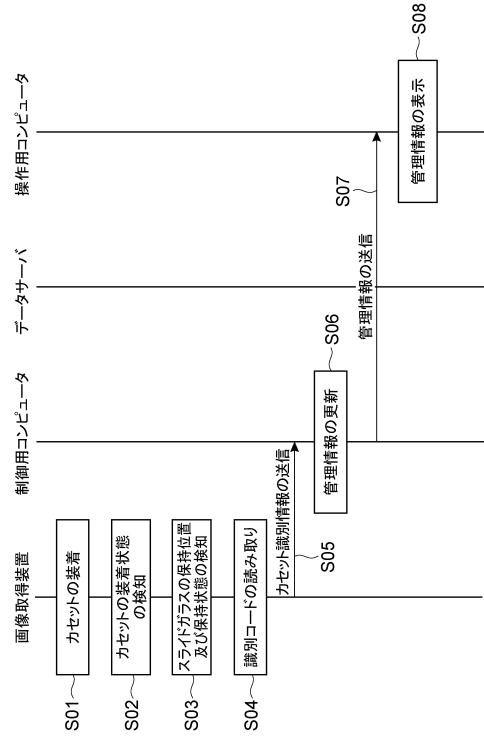 画像取得装置
制御用コンピュータ
データサーバ
操作用コンピュータ
カセットの装着
S01
カセットの装着状態
の検知
S02
スライドガラスの保持位置
及び保持状態の検知
S03
識別コードの読み取り
S04
カセット識別情報の送信
S05
管理情報の更新
S06
管理情報の送信
S07
管理情報の表示
S08